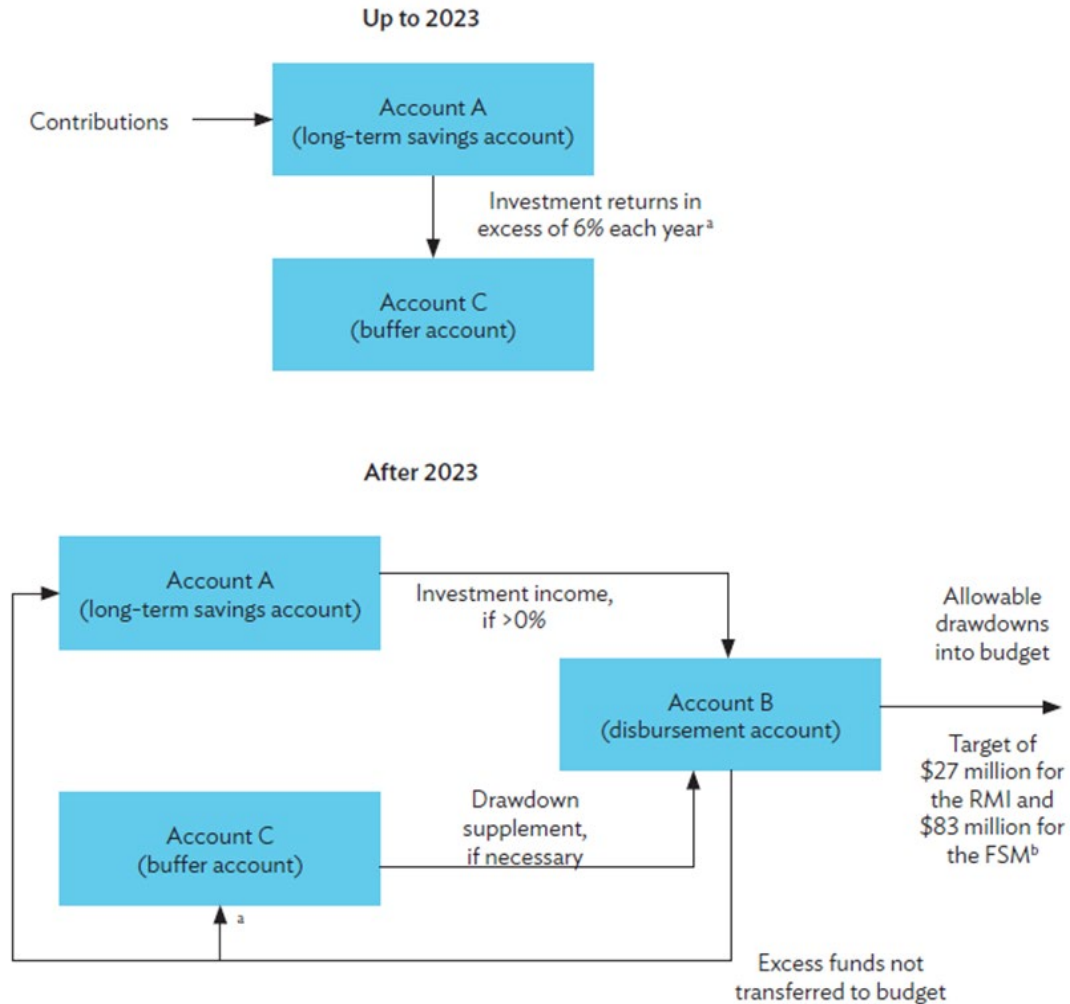 Up to 2023
Contributions
Account A
(long-term savings account)
Investment returns in
excess of 6% each year a
Account C
(buffer account)
After 2023
Account A
(long-term savings account)
Investment income,
if >0%
Allowable
drawdowns
into budget
Account B
(disbursement account)
Target of
$27 million for
the RMI and
$83 million for
the FSM b
Account C
(buffer account)
Drawdown
supplement,
if necessary
a
Excess funds not
transferred to budget